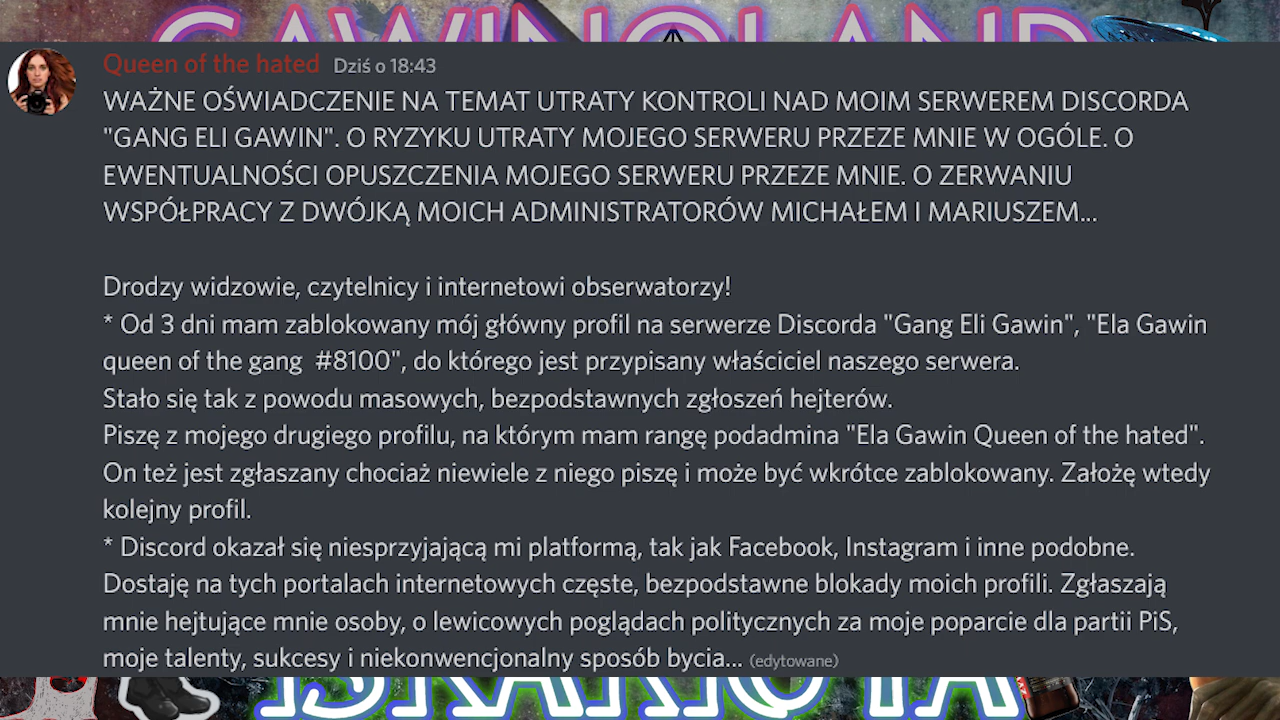 GAWINOLAND
Queen of the hated Dziś o 18:43
WAŻNE OŚWIADCZENIE NA TEMAT UTRATY KONTROLI NAD MOIM SERWEREM DISCORDA
"GANG ELI GAWIN". O RYZYKU UTRATY MOJEGO SERWERU PRZEZE MNIE W OGÓLE. O
EWENTUALNOŚCI OPUSZCZENIA MOJEGO SERWERU PRZEZE MNIE. O ZERWANIU
WSPÓŁPRACY Z DWÓJKĄ MOICH ADMINISTRATORÓW MICHAŁEM I MARIUSZEM...
Drodzy widzowie, czytelnicy i internetowi obserwatorzy!
* Od 3 dni mam zablokowany mój główny profil na serwerze Discorda "Gang Eli Gawin", "Ela Gawin
queen of the gang #8100", do którego jest przypisany właściciel naszego serwera.
Stało się tak z powodu masowych, bezpodstawnych zgłoszeń hejterów.
Piszę z mojego drugiego profilu, na którym mam rangę podadmina "Ela Gawin Queen of the hated".
On też jest zgłaszany chociaż niewiele z niego piszę i może być wkrótce zablokowany. Założę wtedy
kolejny profil.
* Discord okazał się niesprzyjającą mi platformą, tak jak Facebook, Instagram i inne podobne.
Dostaję na tych portalach internetowych częste, bezpodstawne blokady moich profili. Zgłaszają
mnie hejtujące mnie osoby, o lewicowych poglądach politycznych za moje poparcie dla partii PiS,
moje talenty, sukcesy i niekonwencjonalny sposób bycia... (edytowane)
ISKARIOTA